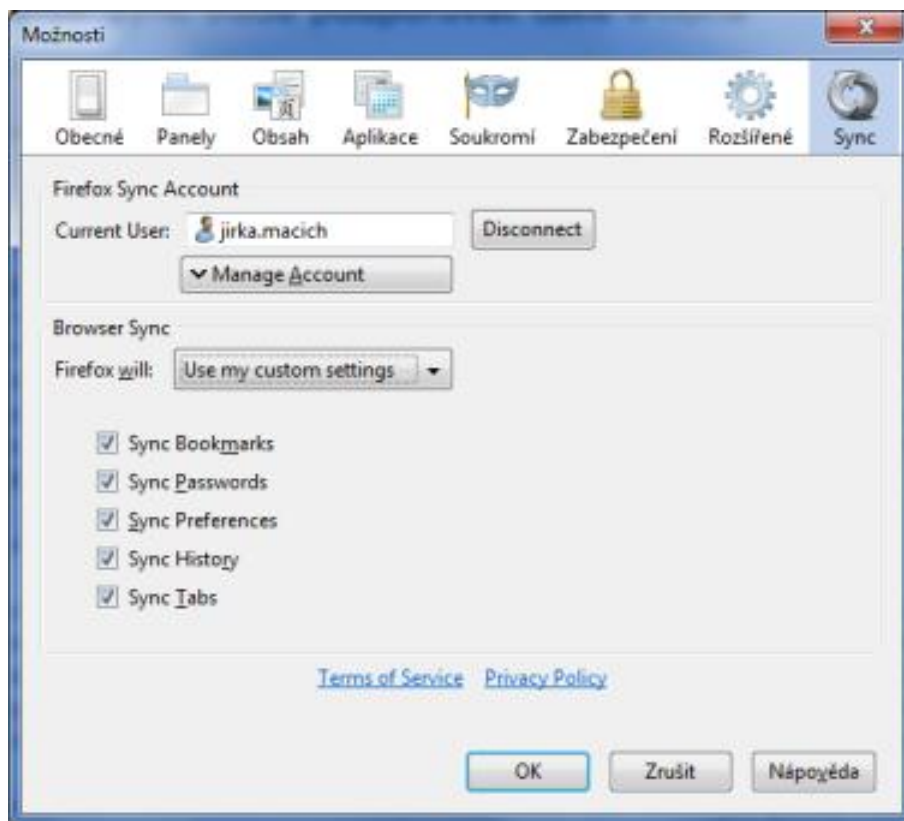 Možnosti
Obecné Panely Obsah Aplikace Soukromí Zabezpečení Rozšířené Sync
Firefox Sync Account
Current User: jirka.macich Disconnect
Manage Account
Browser Sync
Firefox will: Use my custom settings
Sync Bookmarks
Sync Passwords
Sync Preferences
Sync History
Sync Tabs
Terms of Service Privacy Policy
OK Zrušit Nápověda